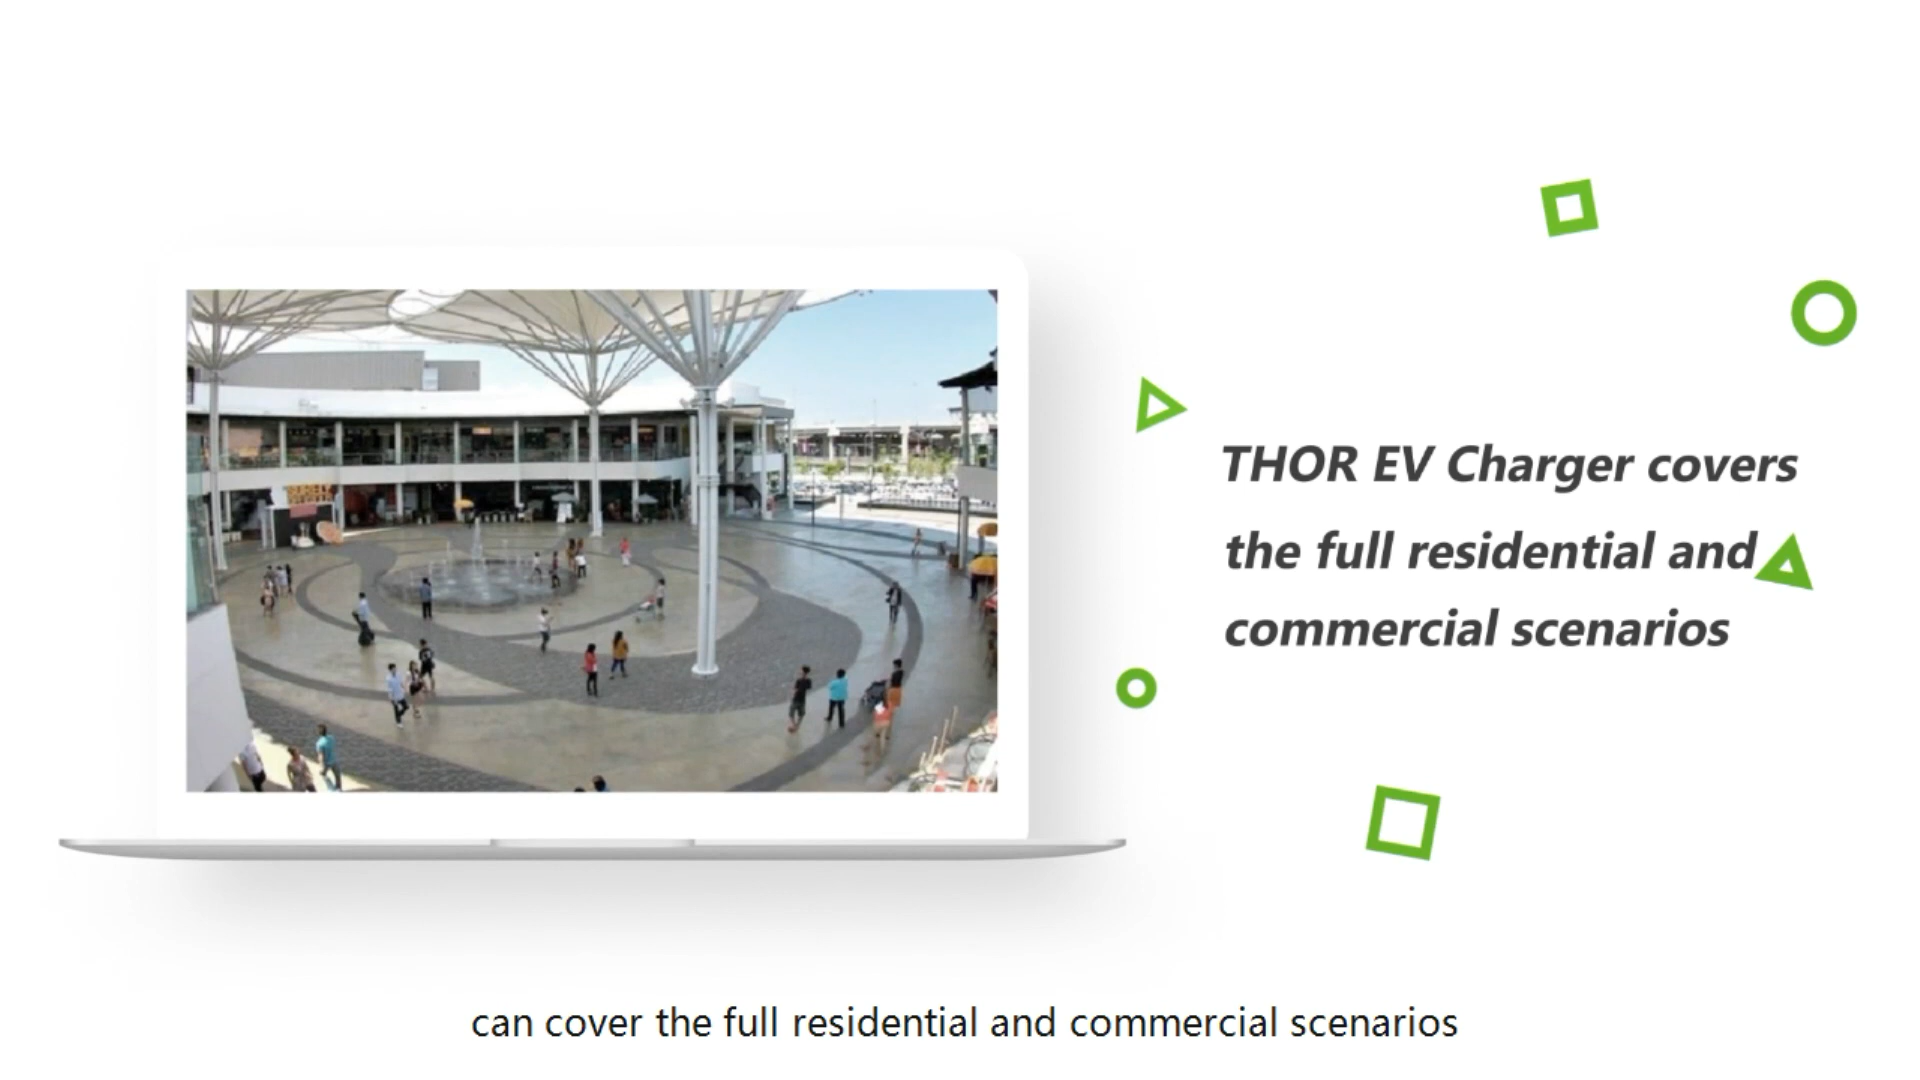 THOR EV Charger covers
the full residential and
commercial scenarios
can cover the full residential and commercial scenarios